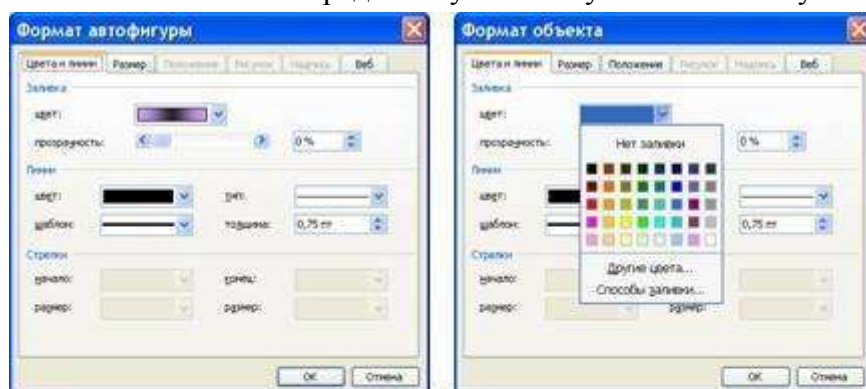 Формат автофигуры
Цвета и линии Размер Положение Рисунок Надпись Веб
Заливка
цвет:
прозрачность: 0 %
Линии
цвет: тип:
шаблон: толщина: 0,75 пт
Стрелки
начало: конец:
размер: размер:
ОК Отмена
Формат объекта
Цвета и линии Размер Положение Рисунок Надпись Веб
Заливка
цвет:
прозрачность: 0 %
Нет заливки
Линии
цвет:
шаблон: 0,75 пт
Стрелки
Другие цвета...
начало:
Способы заливки...
размер: размер:
ОК Отмена